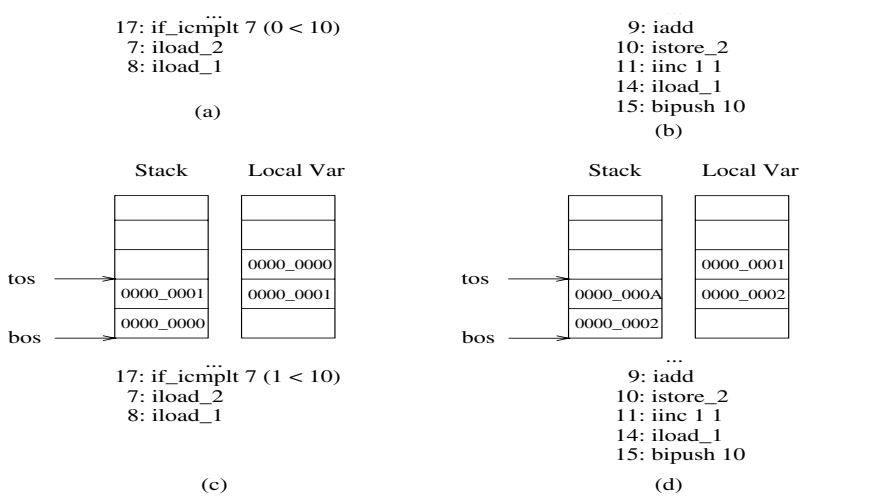 ...
17: if_icmplt 7 (0 < 10)
7: iload_2
8: iload_1
(a)
9: iadd
10: istore_2
11: iinc 1 1
14: iload_1
15: bipush 10
(b)
Stack Local Var
0000_0000
tos
0000_0001 0000_0001
0000_0000
bos
...
17: if_icmplt 7 (1 < 10)
7: iload_2
8: iload_1
(c)
Stack Local Var
0000_0001
tos
0000_000A 0000_0002
0000_0002
bos
...
9: iadd
10: istore_2
11: iinc 1 1
14: iload_1
15: bipush 10
(d)